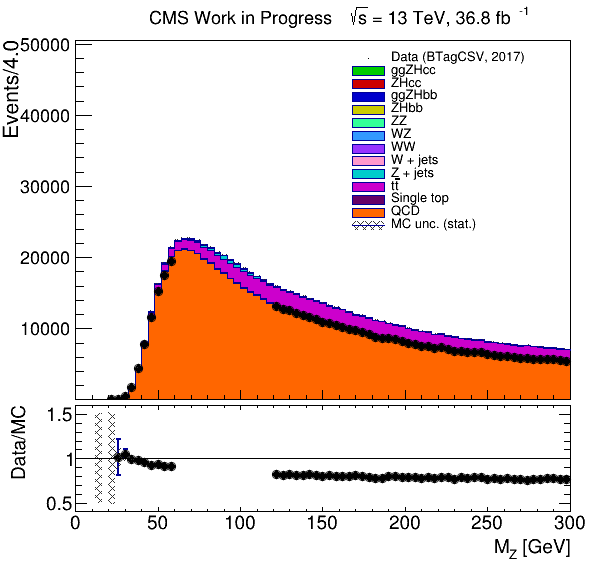 CMS Work in Progress √s = 13 TeV, 36.8 fb -1
Events/4.0
50000
40000
30000
20000
10000
Data (BTagCSV, 2017)
ggZHcc
ZHcc
ggZHbb
ZHbb
ZZ
WZ
WW
W + jets
Z + jets
tt̄
Single top
QCD
MC unc. (stat.)
Data/MC
1.5
1
0.5
0 50 100 150 200 250 300
M_Z [GeV]